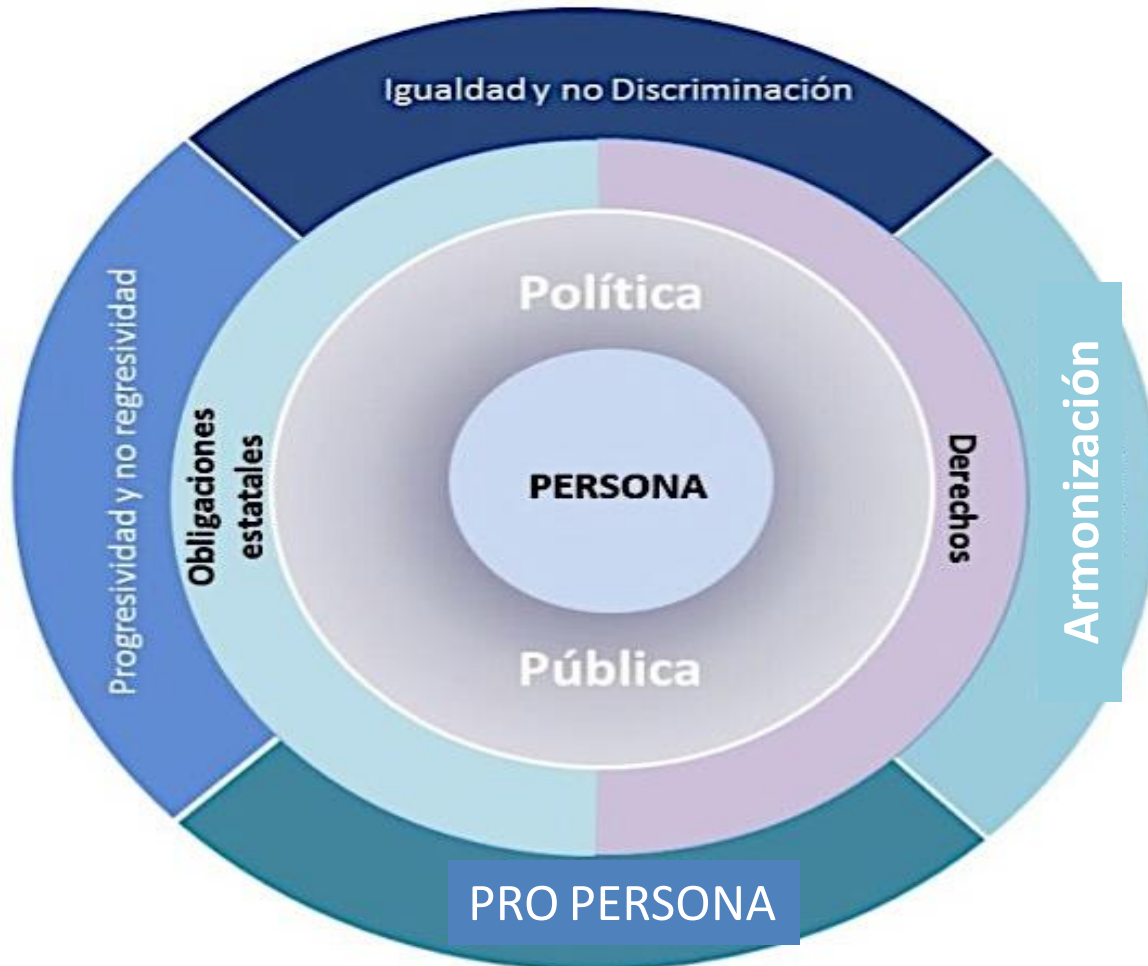 Igualdad y no Discriminación
Progresividad y no regresividad
Obligaciones
estatales
Política
PERSONA
Pública
Derechos
Armonización
PRO PERSONA